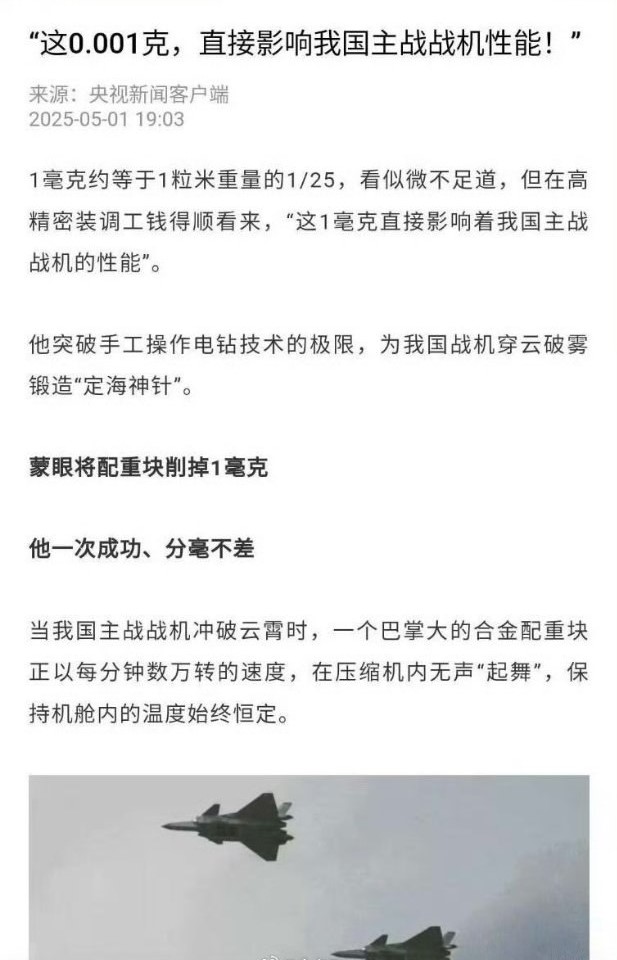 “这0.001克，直接影响我国主战战机性能！”
来源：央视新闻客户端
2025-05-01 19:03
1毫克约等于1粒米重量的1/25，看似微不足道，但在高
精密装调工钱得顺看来，“这1毫克直接影响着我国主战
战机的性能”。
他突破手工操作电钻技术的极限，为我国战机穿云破雾
锻造“定海神针”。
蒙眼将配重块削掉1毫克
他一次成功、分毫不差
当我国主战战机冲破云霄时，一个巴掌大的合金配重块
正以每分钟数万转的速度，在压缩机内无声“起舞”，保
持机舱内的温度始终恒定。